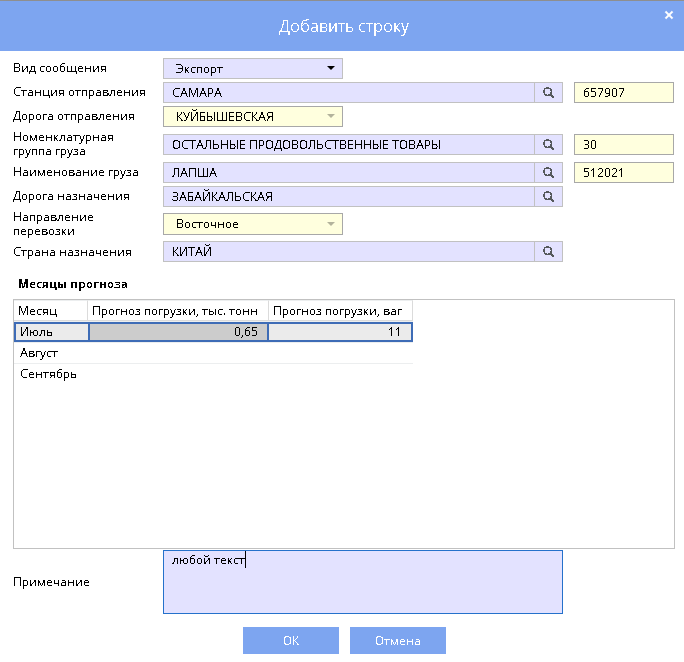 Добавить строку
Вид сообщения Экспорт
Станция отправления САМАРА 657907
Дорога отправления КУЙБЫШЕВСКАЯ
Номенклатурная
группа груза ОСТАЛЬНЫЕ ПРОДОВОЛЬСТВЕННЫЕ ТОВАРЫ 30
Наименование груза ЛАПША 512021
Дорога назначения ЗАБАЙКАЛЬСКАЯ
Направление
перевозки Восточное
Страна назначения КИТАЙ
Месяцы прогноза
Месяц Прогноз погрузки, тыс. тонн Прогноз погрузки, ваг
Июль 0,65 11
Август
Сентябрь
любой текст
Примечание
ОК Отмена